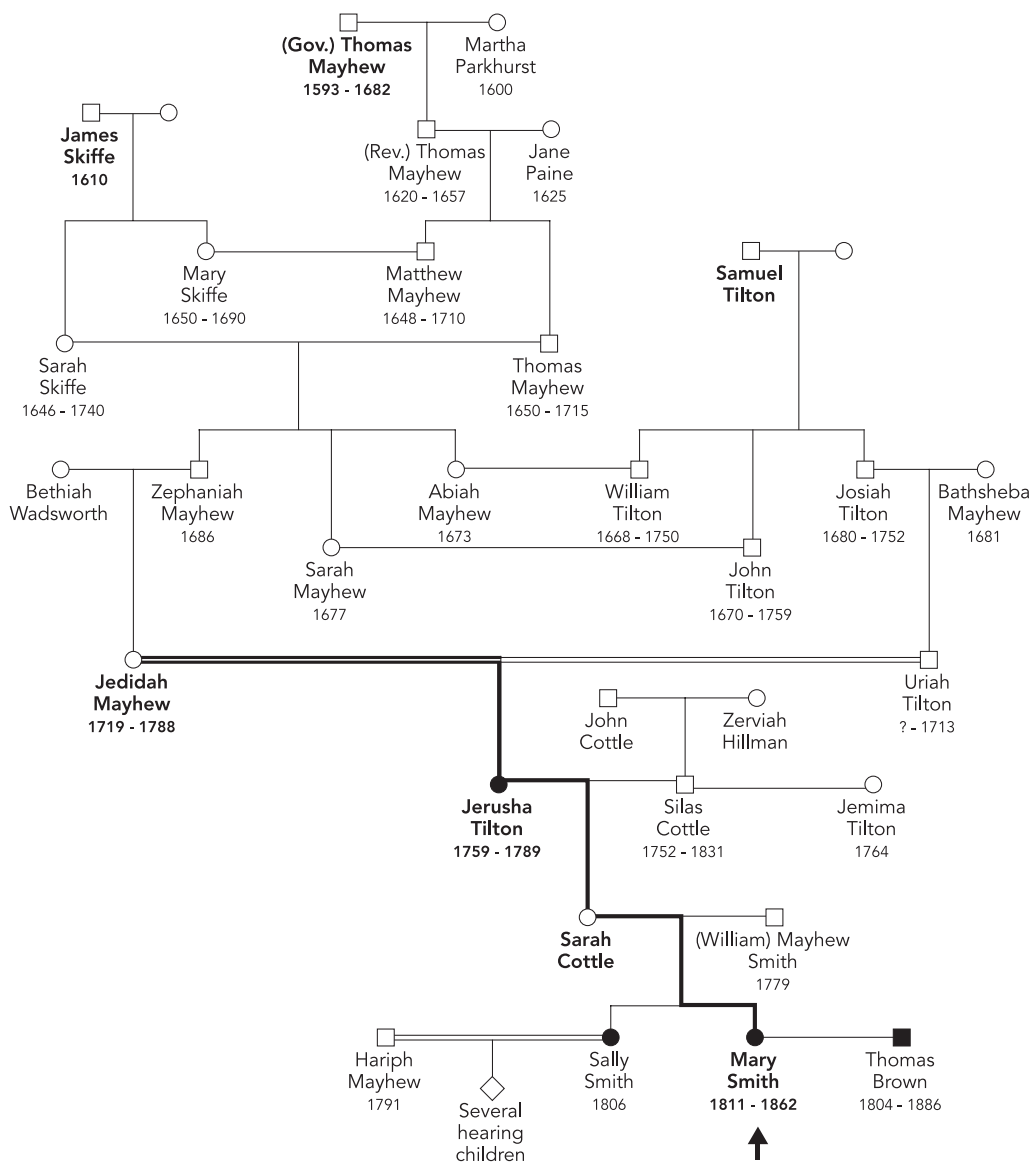 (Gov.) Thomas
Mayhew
1593 - 1682
Martha
Parkhurst
1600
James
Skiffe
1610
(Rev.) Thomas
Mayhew
1620 - 1657
Jane
Paine
1625
Mary
Skiffe
1650 - 1690
Matthew
Mayhew
1648 - 1710
Samuel
Tilton
Sarah
Skiffe
1646 - 1740
Thomas
Mayhew
1650 - 1715
Bethiah
Wadsworth
Zephaniah
Mayhew
1686
Abiah
Mayhew
1673
William
Tilton
1668 - 1750
Josiah
Tilton
1680 - 1752
Bathsheba
Mayhew
1681
Sarah
Mayhew
1677
John
Tilton
1670 - 1759
Jedidah
Mayhew
1719 - 1788
Uriah
Tilton
? - 1713
John
Cottle
Zerviah
Hillman
Jerusha
Tilton
1759 - 1789
Silas
Cottle
1752 - 1831
Jemima
Tilton
1764
Sarah
Cottle
(William) Mayhew
Smith
1779
Hariph
Mayhew
1791
Several
hearing
children
Sally
Smith
1806
Mary
Smith
1811 - 1862
Thomas
Brown
1804 - 1886